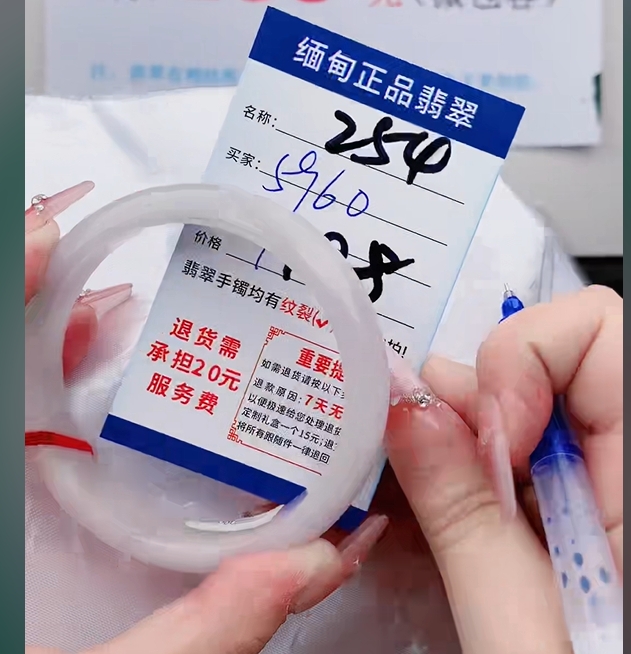 缅甸正品翡翠
名称: 254
买家: 5960
价格
翡翠手镯均有纹裂(✓
拍!
退货需
承担20元
服务费
重要提
如需退货请按以下
退款原因:7天无
以便极速给您处理退
定制礼盒一个15元;退
将所有跟随件一律退回